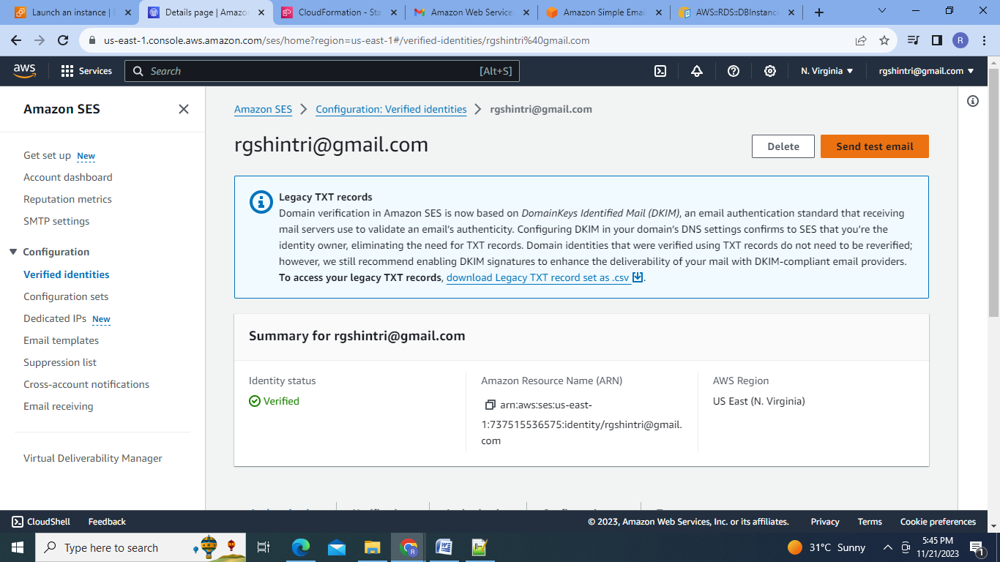 Launch an instance | E
Details page | Amazo
CloudFormation - Sta
Amazon Web Service
Amazon Simple Emai
AWS::RDS::DBInstanc
us-east-1.console.aws.amazon.com/ses/home?region=us-east-1#/verified-identities/rgshintri%40gmail.com
R
aws
Services
Search
[Alt+S]
N. Virginia
rgshintri@gmail.com
Amazon SES
Get set up New
Account dashboard
Reputation metrics
SMTP settings
Configuration
Verified identities
Configuration sets
Dedicated IPs New
Email templates
Suppression list
Cross-account notifications
Email receiving
Virtual Deliverability Manager
Amazon SES > Configuration: Verified identities > rgshintri@gmail.com
rgshintri@gmail.com
Delete
Send test email
Legacy TXT records
Domain verification in Amazon SES is now based on DomainKeys Identified Mail (DKIM), an email authentication standard that receiving
mail servers use to validate an email's authenticity. Configuring DKIM in your domain's DNS settings confirms to SES that you're the
identity owner, eliminating the need for TXT records. Domain identities that were verified using TXT records do not need to be reverified;
however, we still recommend enabling DKIM signatures to enhance the deliverability of your mail with DKIM-compliant email providers.
To access your legacy TXT records, download Legacy TXT record set as .csv.
Summary for rgshintri@gmail.com
Identity status
Verified
Amazon Resource Name (ARN)
arn:aws:ses:us-east-
1:737515536575:identity/rgshintri@gmail.
com
AWS Region
US East (N. Virginia)
CloudShell
Feedback
© 2023, Amazon Web Services, Inc. or its affiliates.
Privacy
Terms
Cookie preferences
Type here to search
31°C Sunny
5:45 PM
11/21/2023
1